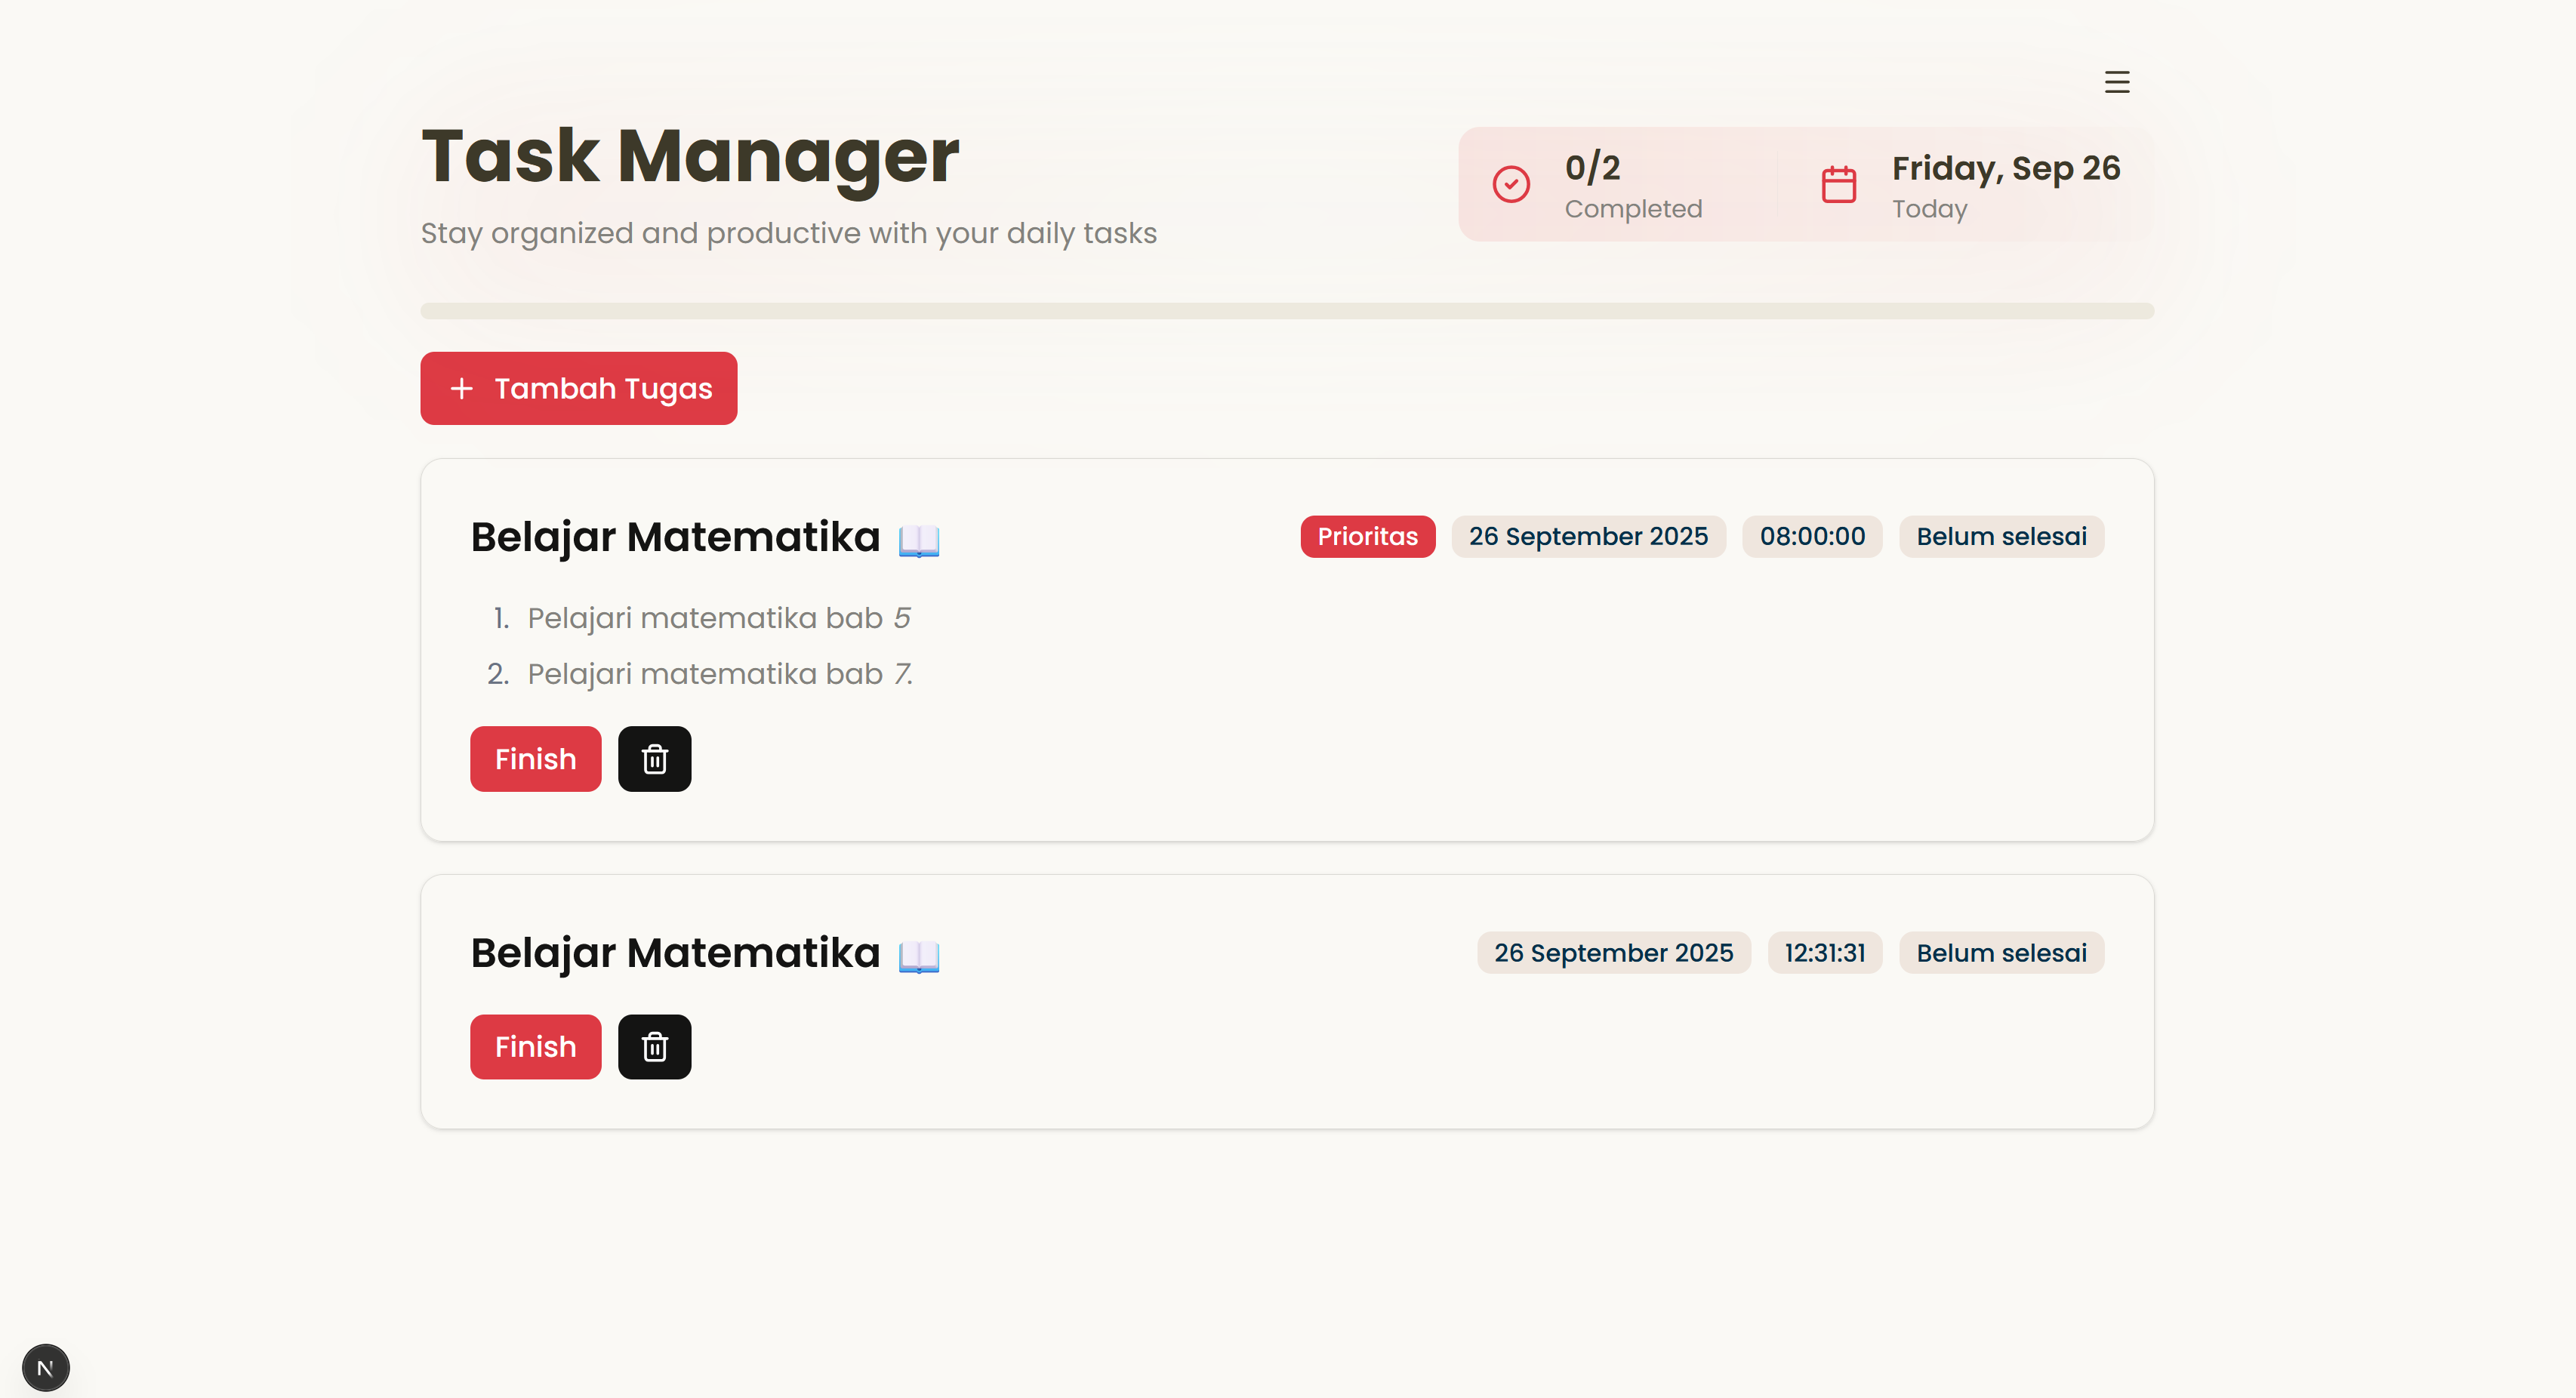 Task Manager
Stay organized and productive with your daily tasks
0/2
Completed
Friday, Sep 26
Today
Tambah Tugas
Belajar Matematika 📖
Prioritas
26 September 2025
08:00:00
Belum selesai
1. Pelajari matematika bab 5
2. Pelajari matematika bab 7.
Finish
Belajar Matematika 📖
26 September 2025
12:31:31
Belum selesai
Finish
N